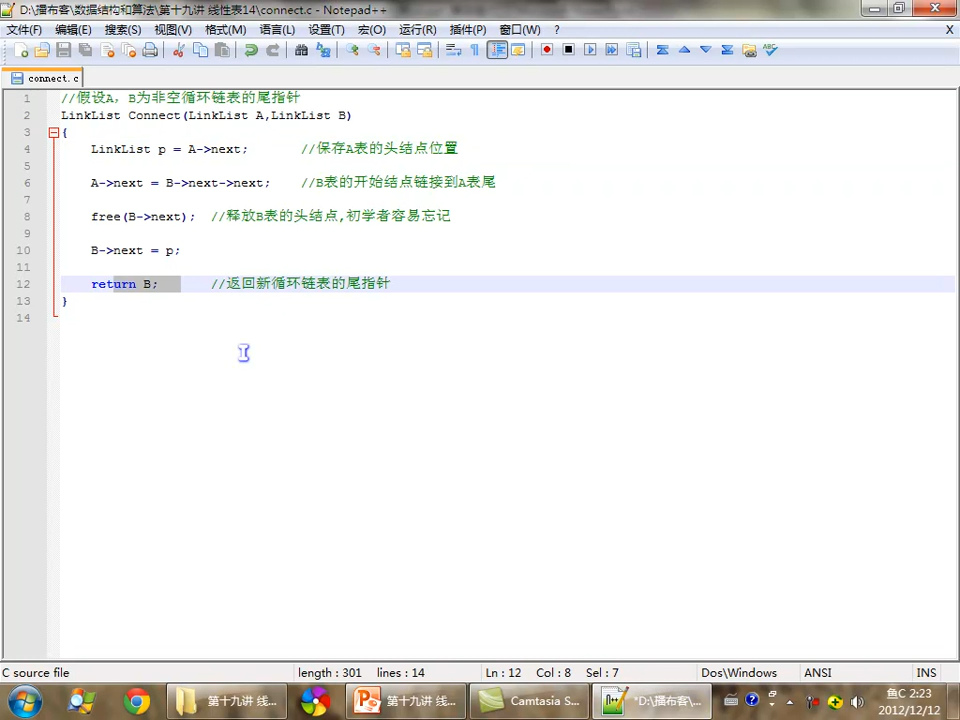 D:\播布客\数据结构和算法\第十九讲 线性表14\connect.c - Notepad++
文件(F) 编辑(E) 搜索(S) 视图(V) 格式(M) 语言(L) 设置(T) 宏(O) 运行(R) 插件(P) 窗口(W) ? X
connect.c
1 //假设A，B为非空循环链表的尾指针
2 LinkList Connect(LinkList A,LinkList B)
3 {
4 LinkList p = A->next; //保存A表的头结点位置
5
6 A->next = B->next->next; //B表的开始结点链接到A表尾
7
8 free(B->next); //释放B表的头结点,初学者容易忘记
9
10 B->next = p;
11
12 return B; //返回新循环链表的尾指针
13 }
14
C source file length : 301 lines : 14 Ln : 12 Col : 8 Sel : 7 Dos\Windows ANSI INS
第十九讲 线... 第十九讲 线... Camtasia S... *D:\播布客\... 鱼C 2:23
2012/12/12